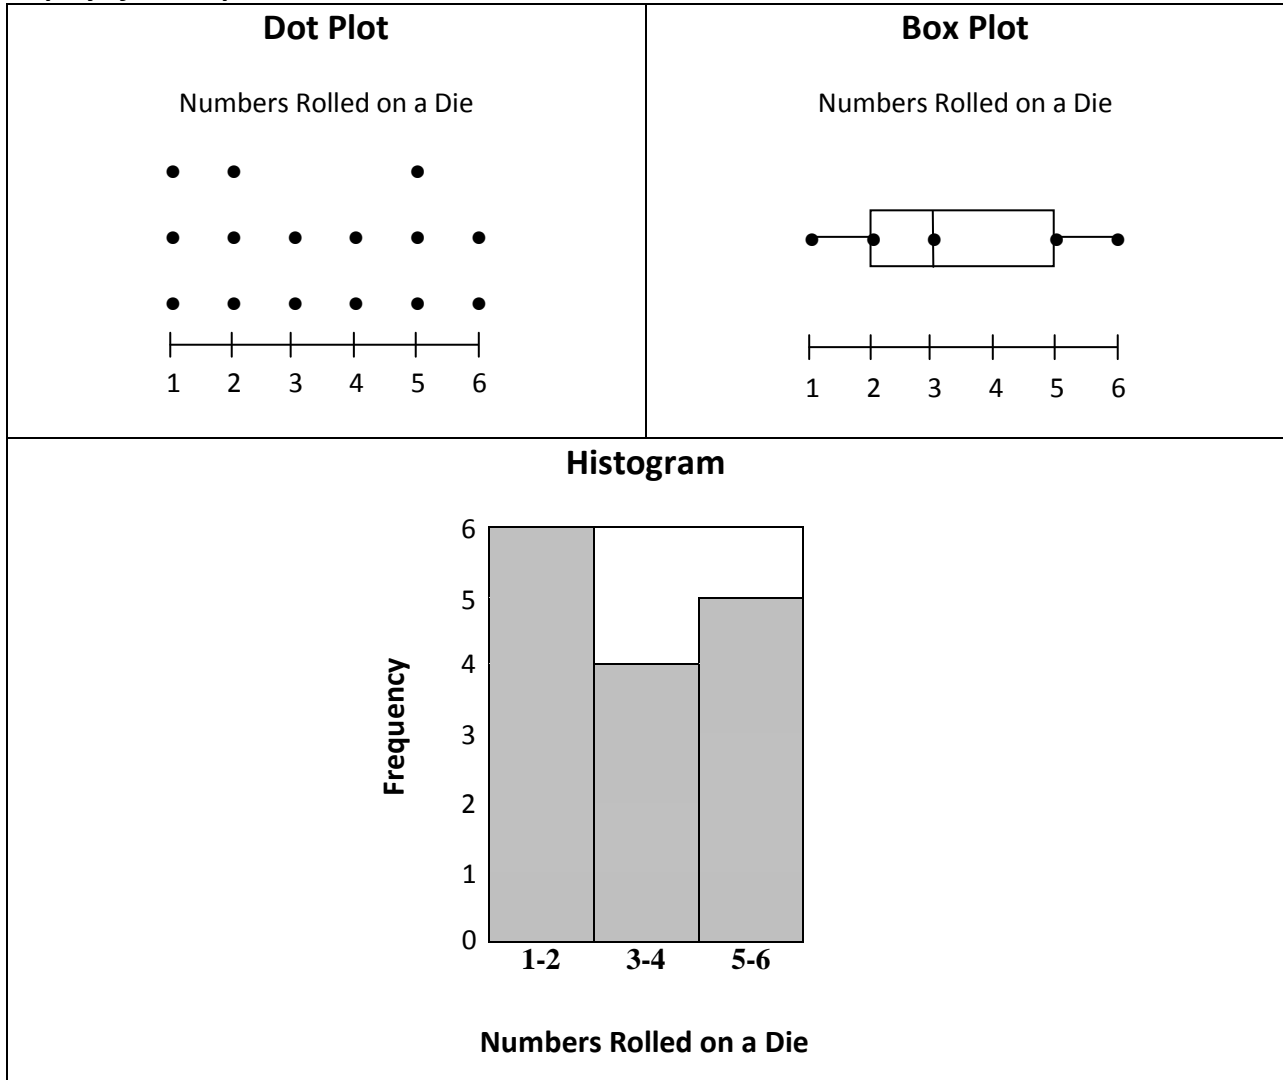 Dot Plot
Numbers Rolled on a Die
1 2 3 4 5 6
Box Plot
Numbers Rolled on a Die
1 2 3 4 5 6
Histogram
6
5
4
3
2
1
0
Frequency
1-2 3-4 5-6
Numbers Rolled on a Die